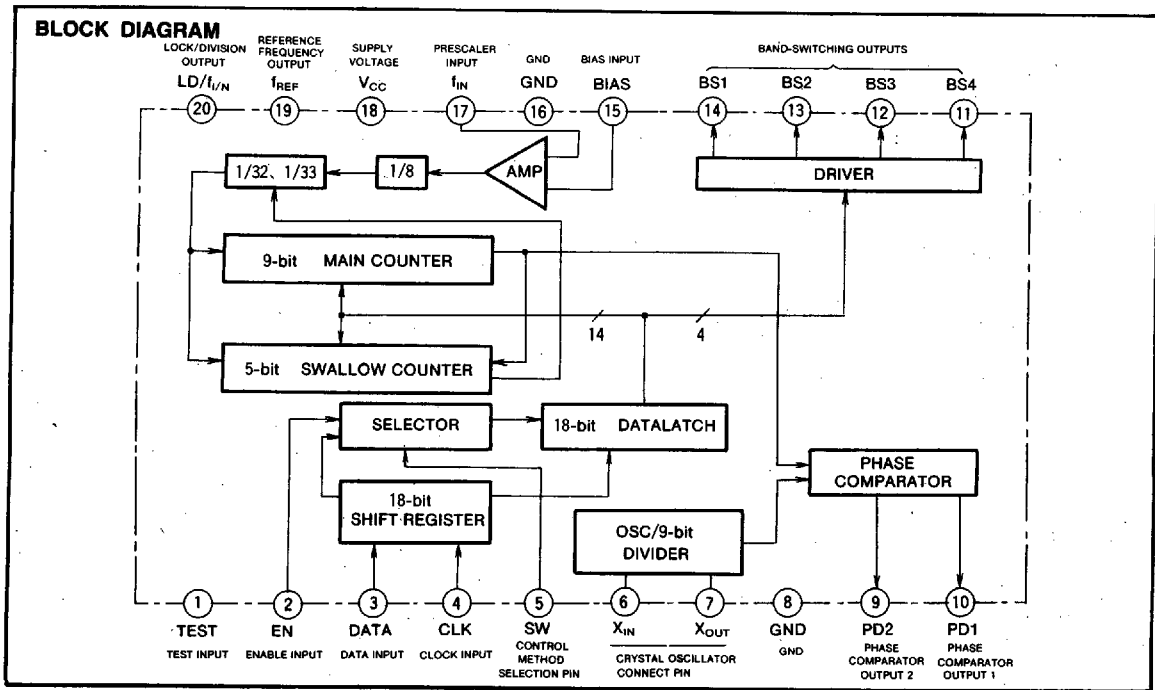 BLOCK DIAGRAM
LOCK/DIVISION OUTPUT
LD/fI/N
20
REFERENCE FREQUENCY OUTPUT
fREF
19
SUPPLY VOLTAGE
VCC
18
PRESCALER INPUT
fIN
17
GND
GND
16
BIAS INPUT
BIAS
15
BAND-SWITCHING OUTPUTS
BS1
14
BS2
13
BS3
12
BS4
11
1/32、1/33
1/8
AMP
DRIVER
9-bit MAIN COUNTER
14
4
5-bit SWALLOW COUNTER
SELECTOR
18-bit DATALATCH
18-bit
SHIFT REGISTER
OSC/9-bit
DIVIDER
PHASE
COMPARATOR
1
TEST
TEST INPUT
2
EN
ENABLE INPUT
3
DATA
DATA INPUT
4
CLK
CLOCK INPUT
5
SW
CONTROL
METHOD
SELECTION PIN
6
XIN
7
XOUT
CRYSTAL OSCILLATOR
CONNECT PIN
8
GND
GND
9
PD2
PHASE
COMPARATOR
OUTPUT 2
10
PD1
PHASE
COMPARATOR
OUTPUT 1